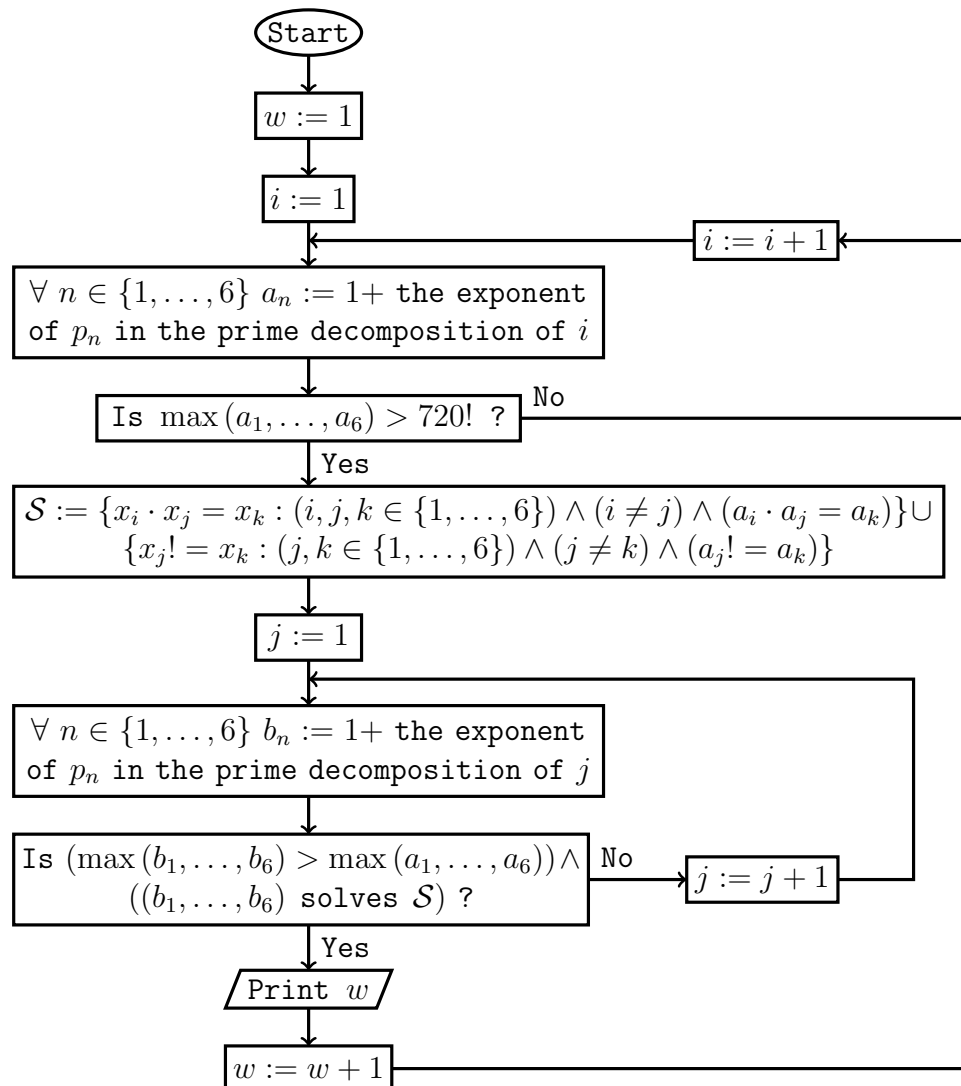 Start
w := 1
i := 1
i := i + 1
∀ n ∈ {1, . . . , 6} a_n := 1+ the exponent
of p_n in the prime decomposition of i
Is max (a_1, . . . , a_6) > 720! ?
No
Yes
𝒮 := {x_i · x_j = x_k : (i, j, k ∈ {1, . . . , 6}) ∧ (i ≠ j) ∧ (a_i · a_j = a_k)}∪
{x_j! = x_k : (j, k ∈ {1, . . . , 6}) ∧ (j ≠ k) ∧ (a_j! = a_k)}
j := 1
∀ n ∈ {1, . . . , 6} b_n := 1+ the exponent
of p_n in the prime decomposition of j
Is (max (b_1, . . . , b_6) > max (a_1, . . . , a_6)) ∧
((b_1, . . . , b_6) solves 𝒮) ?
No
j := j + 1
Yes
Print w
w := w + 1